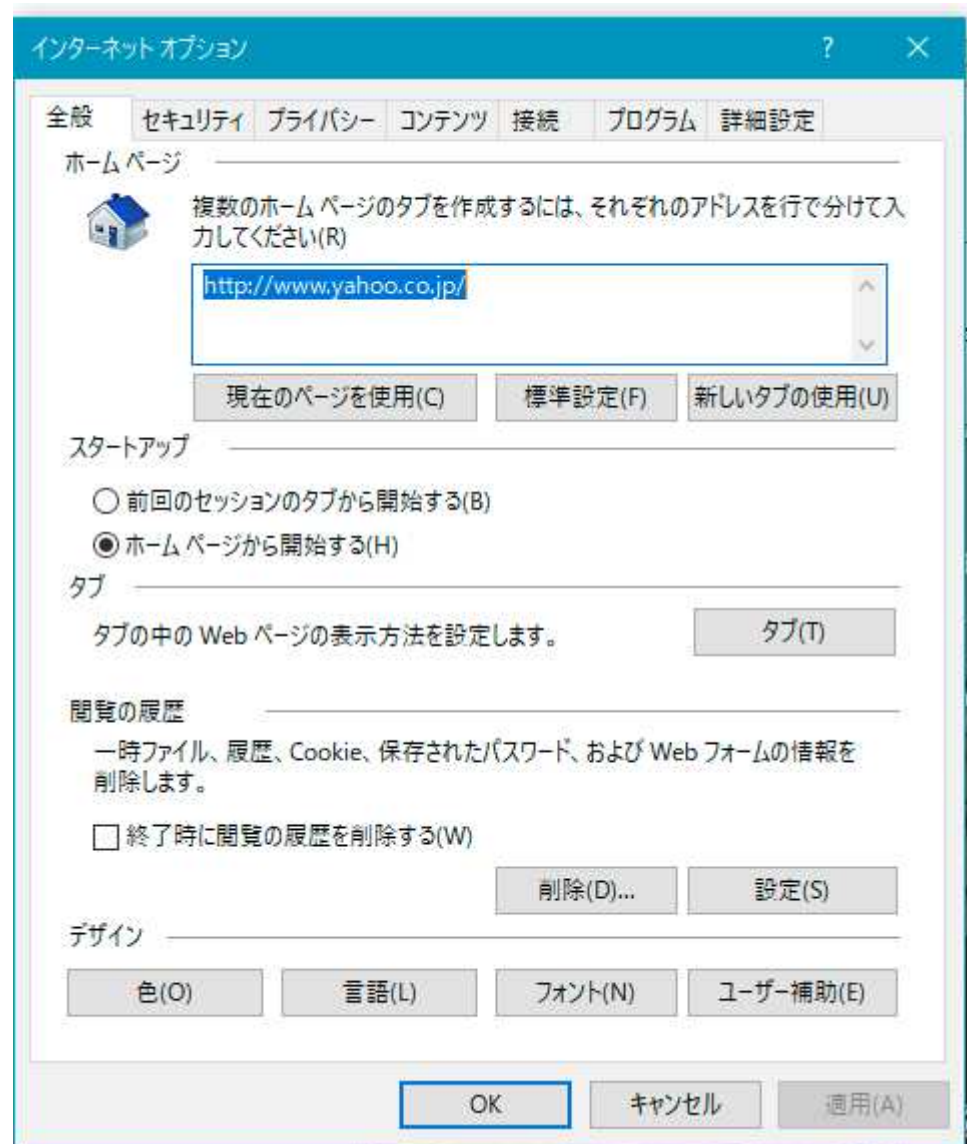 インターネット オプション ?
全般 セキュリティ プライバシー コンテンツ 接続 プログラム 詳細設定
ホーム ページ
複数のホーム ページのタブを作成するには、それぞれのアドレスを行で分けて入
力してください(R)
http://www.yahoo.co.jp/
現在のページを使用(C) 標準設定(F) 新しいタブの使用(U)
スタートアップ
前回のセッションのタブから開始する(B)
ホーム ページから開始する(H)
タブ
タブの中の Web ページの表示方法を設定します。 タブ(T)
閲覧の履歴
一時ファイル、履歴、Cookie、保存されたパスワード、および Web フォームの情報を
削除します。
終了時に閲覧の履歴を削除する(W)
削除(D)... 設定(S)
デザイン
色(O) 言語(L) フォント(N) ユーザー補助(E)
OK キャンセル 適用(A)